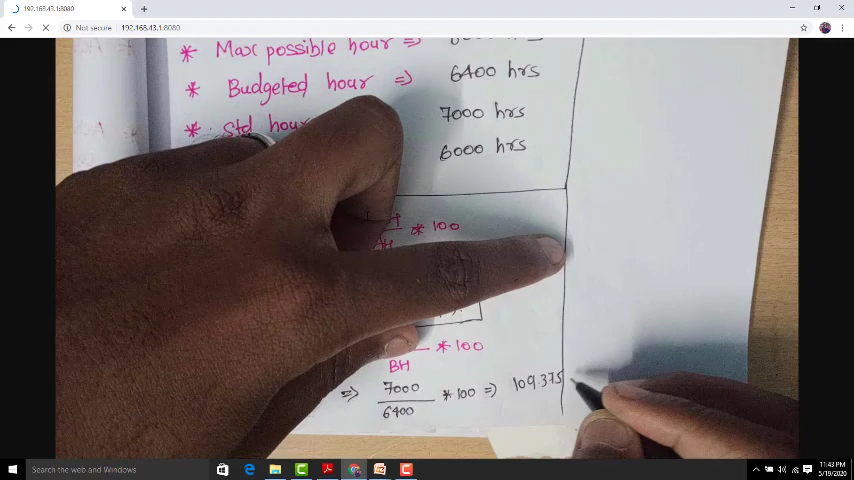 192.168.43.1:8080
Not secure 192.168.43.1:8080
* Max possible hour ⇒
* Budgeted hour ⇒ 6400 hrs
* Std hour 7000 hrs
6000 hrs
* 100
* 100
BH
⇒ 7000 * 100 ⇒ 109.375
6400
Search the web and Windows
11:43 PM
5/19/2020